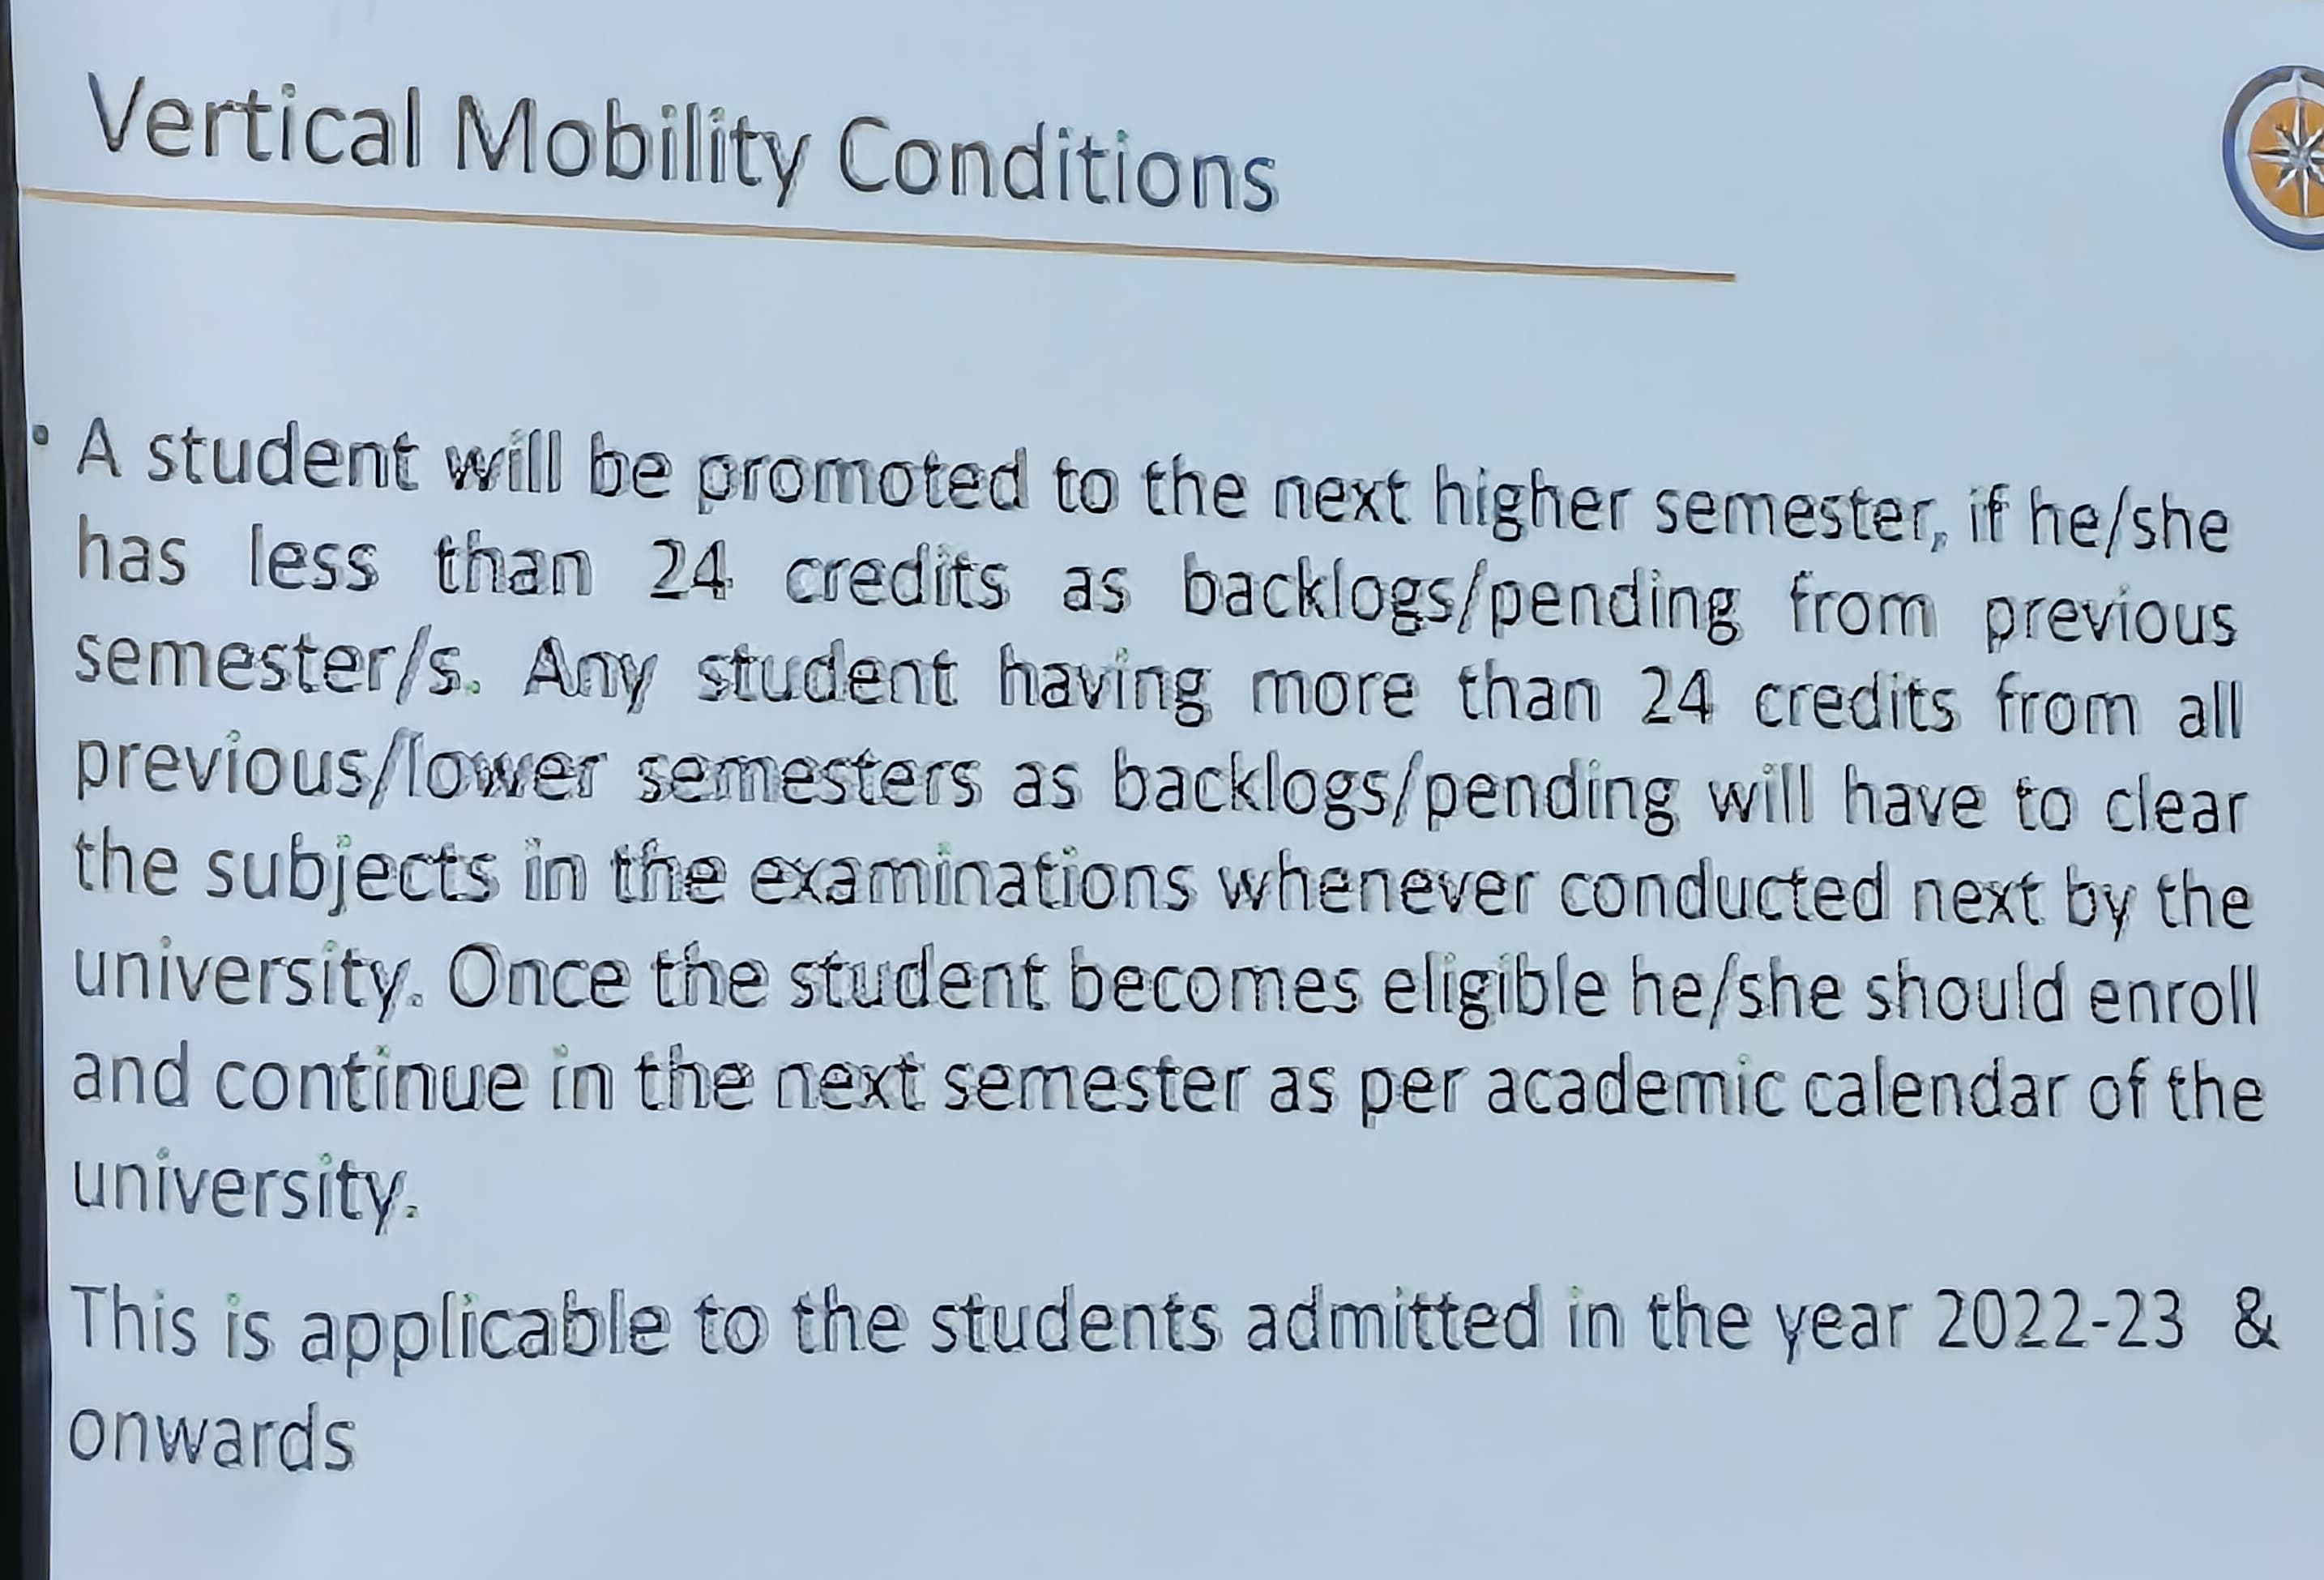 Vertical Mobility Conditions
• A student will be promoted to the next higher semester, if he/she
has less than 24 credits as backlogs/pending from previous
semester/s. Any student having more than 24 credits from all
previous/lower semesters as backlogs/pending will have to clear
the subjects in the examinations whenever conducted next by the
university. Once the student becomes eligible he/she should enroll
and continue in the next semester as per academic calendar of the
university.
This is applicable to the students admitted in the year 2022-23 &
onwards